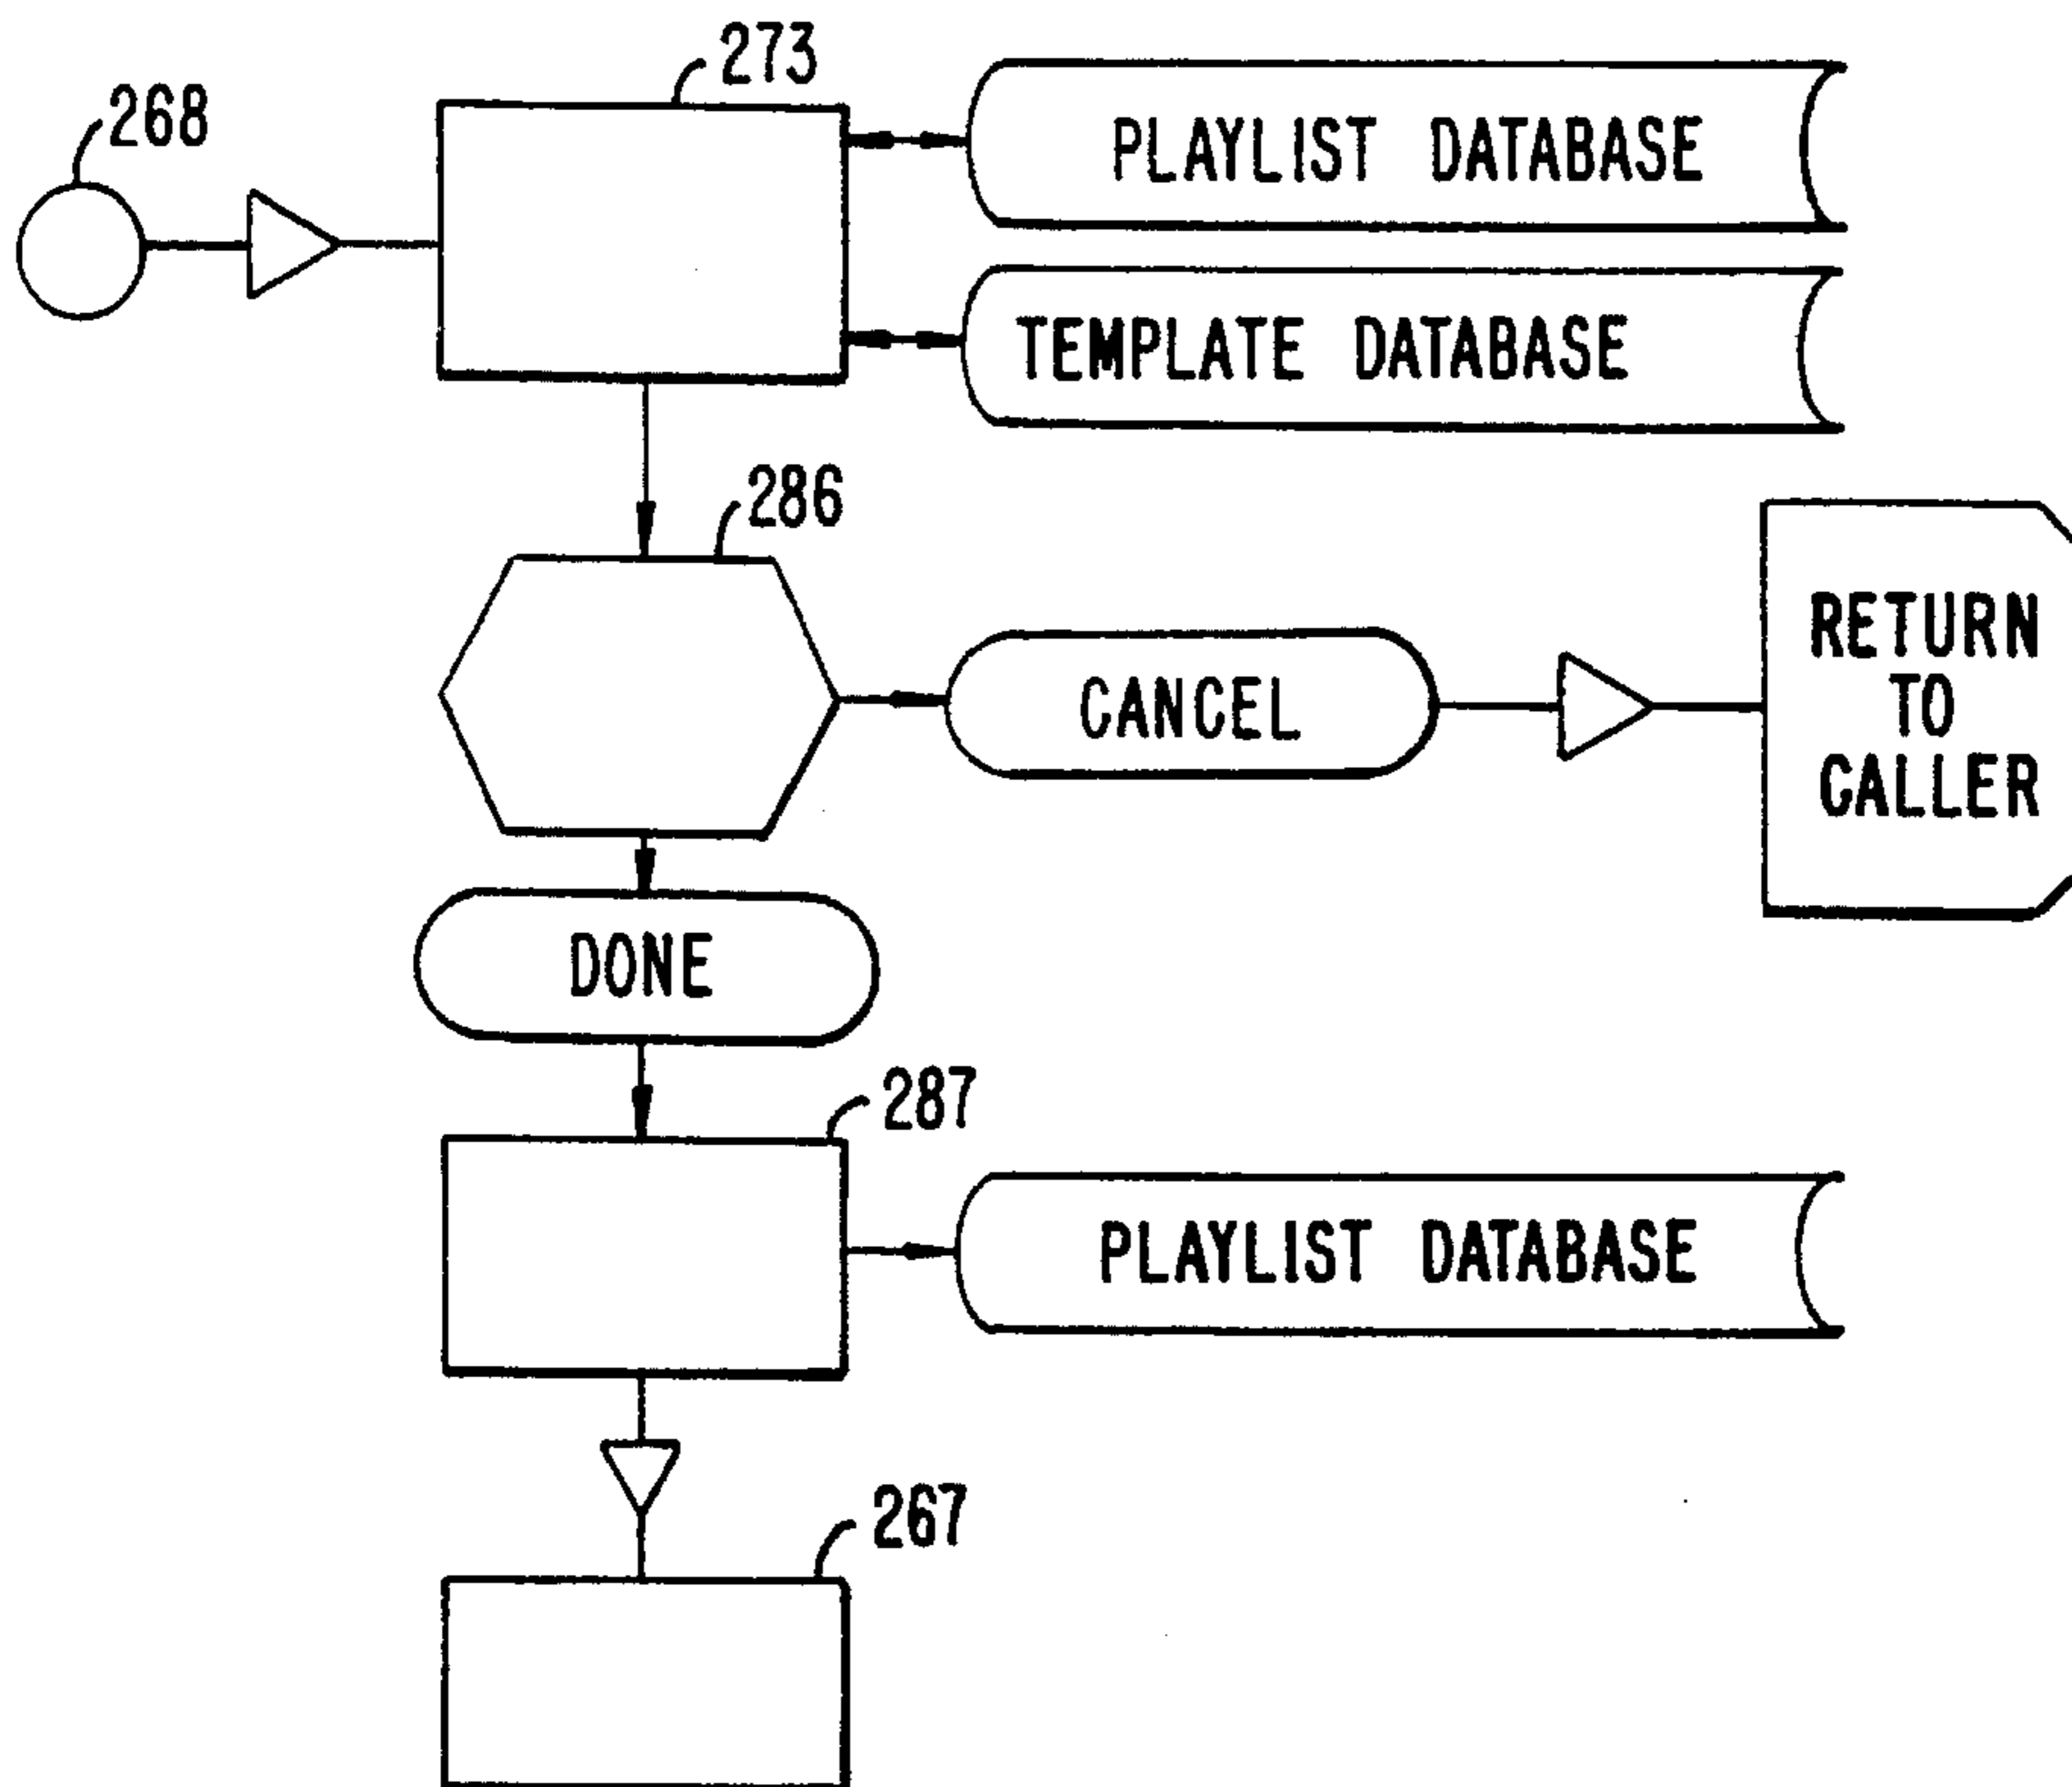 273
268
PLAYLIST DATABASE
TEMPLATE DATABASE
286
RETURN
TO
CALLER
CANCEL
DONE
287
PLAYLIST DATABASE
267